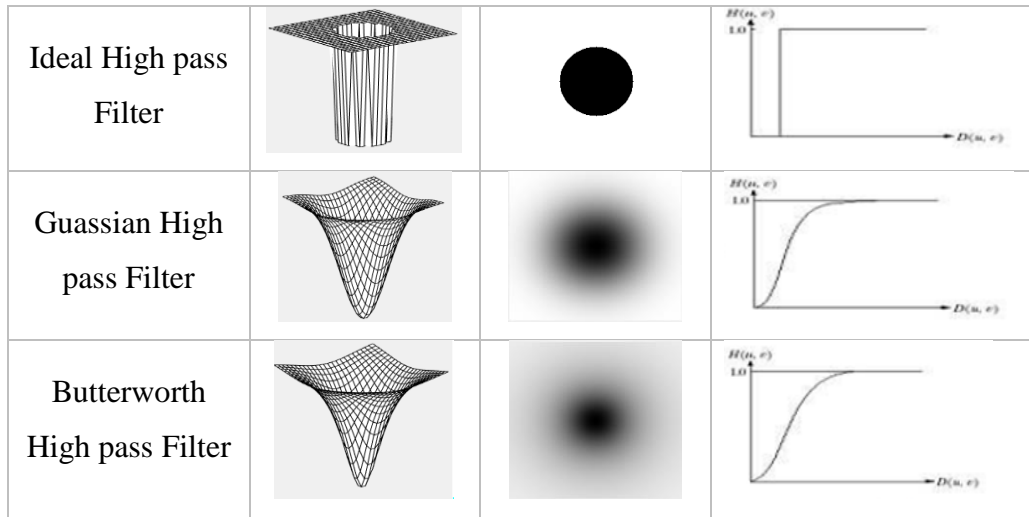 Ideal High pass
Filter
H(u, v)
1.0
D(u, v)
Guassian High
pass Filter
H(u, v)
1.0
D(u, v)
Butterworth
High pass Filter
H(u, v)
1.0
D(u, v)